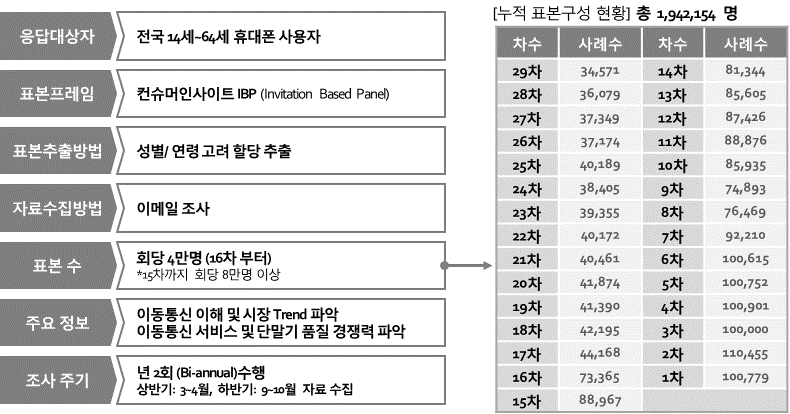 응답대상자
전국 14세~64세 휴대폰 사용자
표본프레임
컨슈머인사이트 IBP (Invitation Based Panel)
표본추출방법
성별/ 연령 고려 할당 추출
자료수집방법
이메일 조사
표본 수
회당 4만명 (16차 부터)
*15차까지 회당 8만명 이상
주요 정보
이동통신 이해 및 시장 Trend 파악
이동통신 서비스 및 단말기 품질 경쟁력 파악
조사 주기
년 2회 (Bi-annual)수행
상반기: 3~4월, 하반기: 9~10월 자료 수집
[누적 표본구성 현황] 총 1,942,154 명
차수 사례수 차수 사례수
29차 34,571 14차 81,344
28차 36,079 13차 85,605
27차 37,349 12차 87,426
26차 37,174 11차 88,876
25차 40,189 10차 85,935
24차 38,405 9차 74,893
23차 39,355 8차 76,469
22차 40,172 7차 92,210
21차 40,461 6차 100,615
20차 41,874 5차 100,752
19차 41,390 4차 100,901
18차 42,195 3차 100,000
17차 44,168 2차 110,455
16차 73,365 1차 100,779
15차 88,967